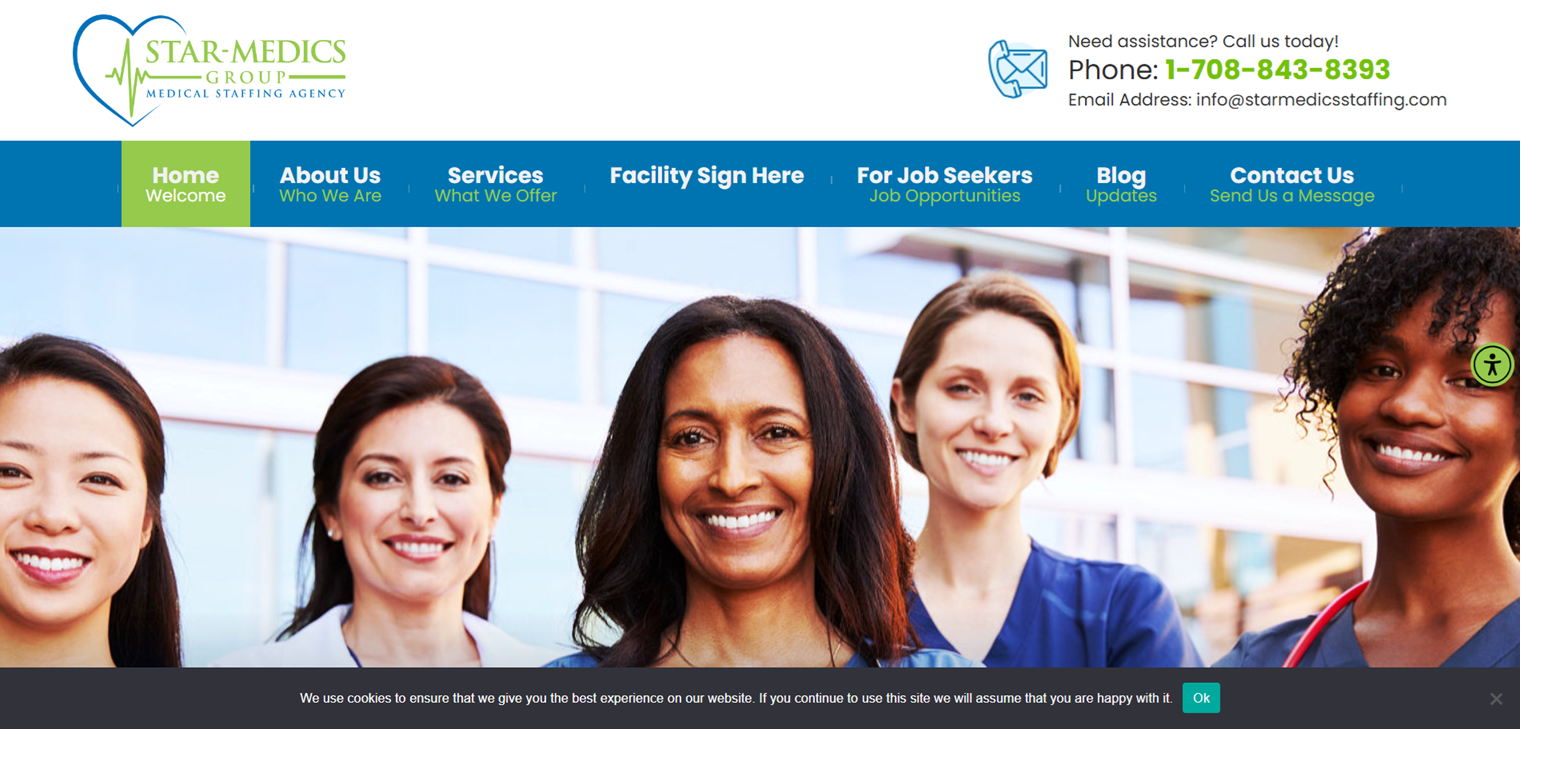 STAR-MEDICS
GROUP
MEDICAL STAFFING AGENCY
Need assistance? Call us today!
Phone: 1-708-843-8393
Email Address: info@starmedicsstaffing.com
Home
Welcome
About Us
Who We Are
Services
What We Offer
Facility Sign Here
For Job Seekers
Job Opportunities
Blog
Updates
Contact Us
Send Us a Message
We use cookies to ensure that we give you the best experience on our website. If you continue to use this site we will assume that you are happy with it.
Ok